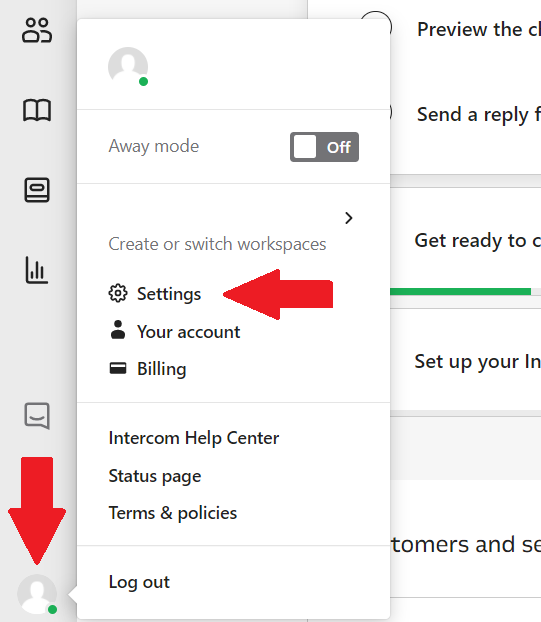 Preview the c
Send a reply f
Get ready to c
Set up your In
tomers and se
Away mode
Off
Create or switch workspaces
Settings
Your account
Billing
Intercom Help Center
Status page
Terms & policies
Log out